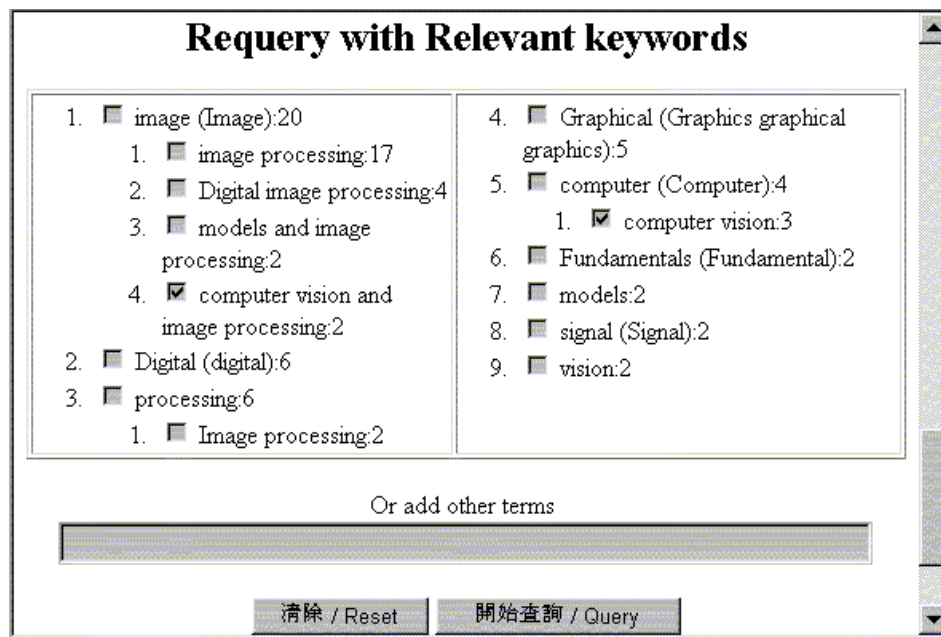 Requery with Relevant keywords
1. image (Image):20
1. image processing:17
2. Digital image processing:4
3. models and image
processing:2
4. computer vision and
image processing:2
2. Digital (digital):6
3. processing:6
1. Image processing:2
4. Graphical (Graphics graphical
graphics):5
5. computer (Computer):4
1. computer vision:3
6. Fundamentals (Fundamental):2
7. models:2
8. signal (Signal):2
9. vision:2
Or add other terms
清除 / Reset
開始查詢 / Query